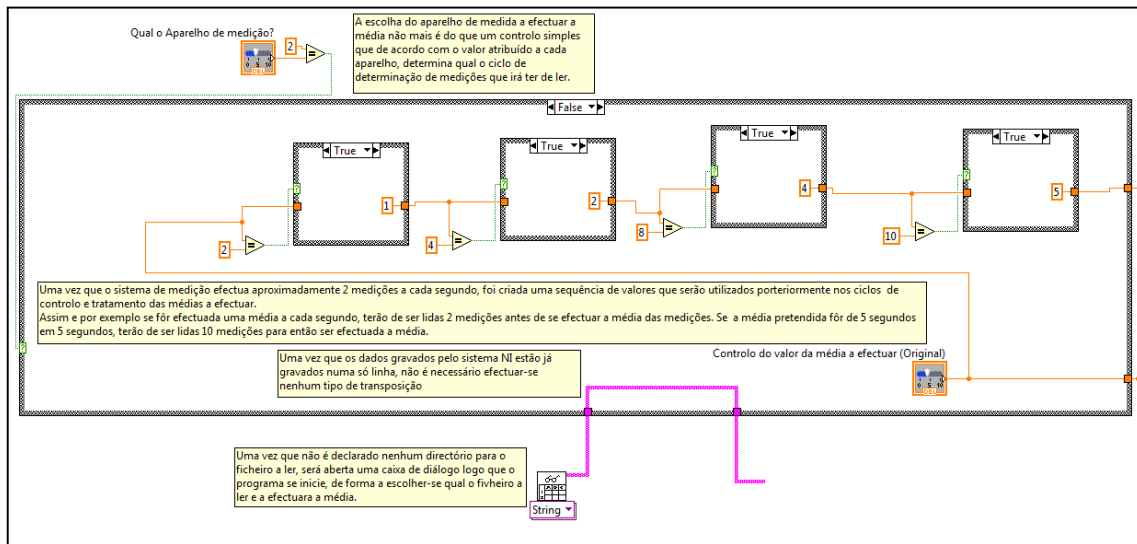 Qual o Aparelho de medição?
2
=
DBL
A escolha do aparelho de medida a efectuar a
média não mais é do que um controlo simples
que de acordo com o valor atribuído a cada
aparelho, determina qual o ciclo de
determinação de medições que irá ter de ler.
False
True
True
True
True
?
?
?
?
1
2
4
5
2
=
4
=
8
=
10
=
Uma vez que o sistema de medição efectua aproximadamente 2 medições a cada segundo, foi criada uma sequência de valores que serão utilizados porteriormente nos ciclos de
controlo e tratamento das médias a efectuar.
Assim e por exemplo se fôr efectuada uma média a cada segundo, terão de ser lidas 2 medições antes de se efectuar a média das medições. Se a média pretendida fôr de 5 segundos
em 5 segundos, terão de ser lidas 10 medições para então ser efectuada a média.
?
Uma vez que os dados gravados pelo sistema NI estão já
gravados numa só linha, não é necessário efectuar-se
nenhum tipo de transposição
Controlo do valor da média a efectuar (Original)
DBL
Uma vez que não é declarado nenhum directório para o
ficheiro a ler, será aberta uma caixa de diálogo logo que o
programa se inicie, de forma a escolher-se qual o fivheiro a
ler e a efectuara a média.
String